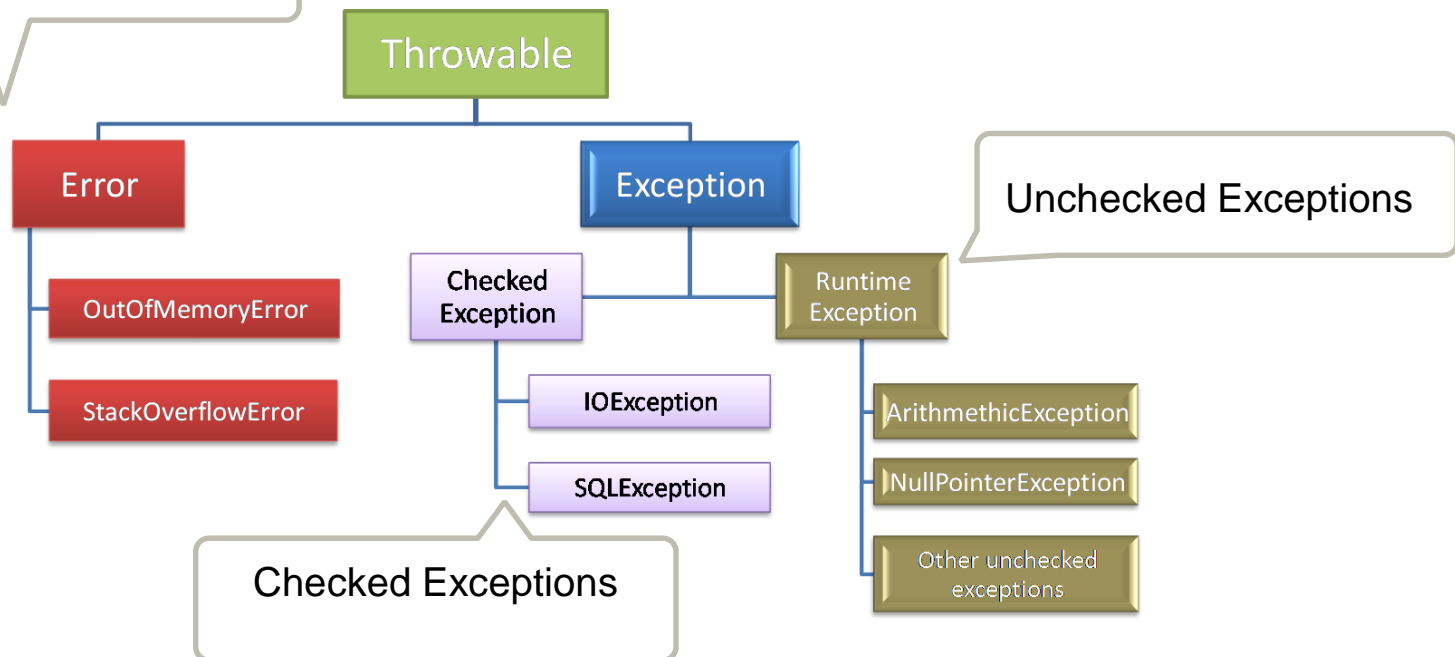 Throwable
Error
Exception
Unchecked Exceptions
Checked
Exception
Runtime
Exception
OutOfMemoryError
StackOverflowError
IOException
SQLException
ArithmethicException
NullPointerException
Other unchecked
exceptions
Checked Exceptions